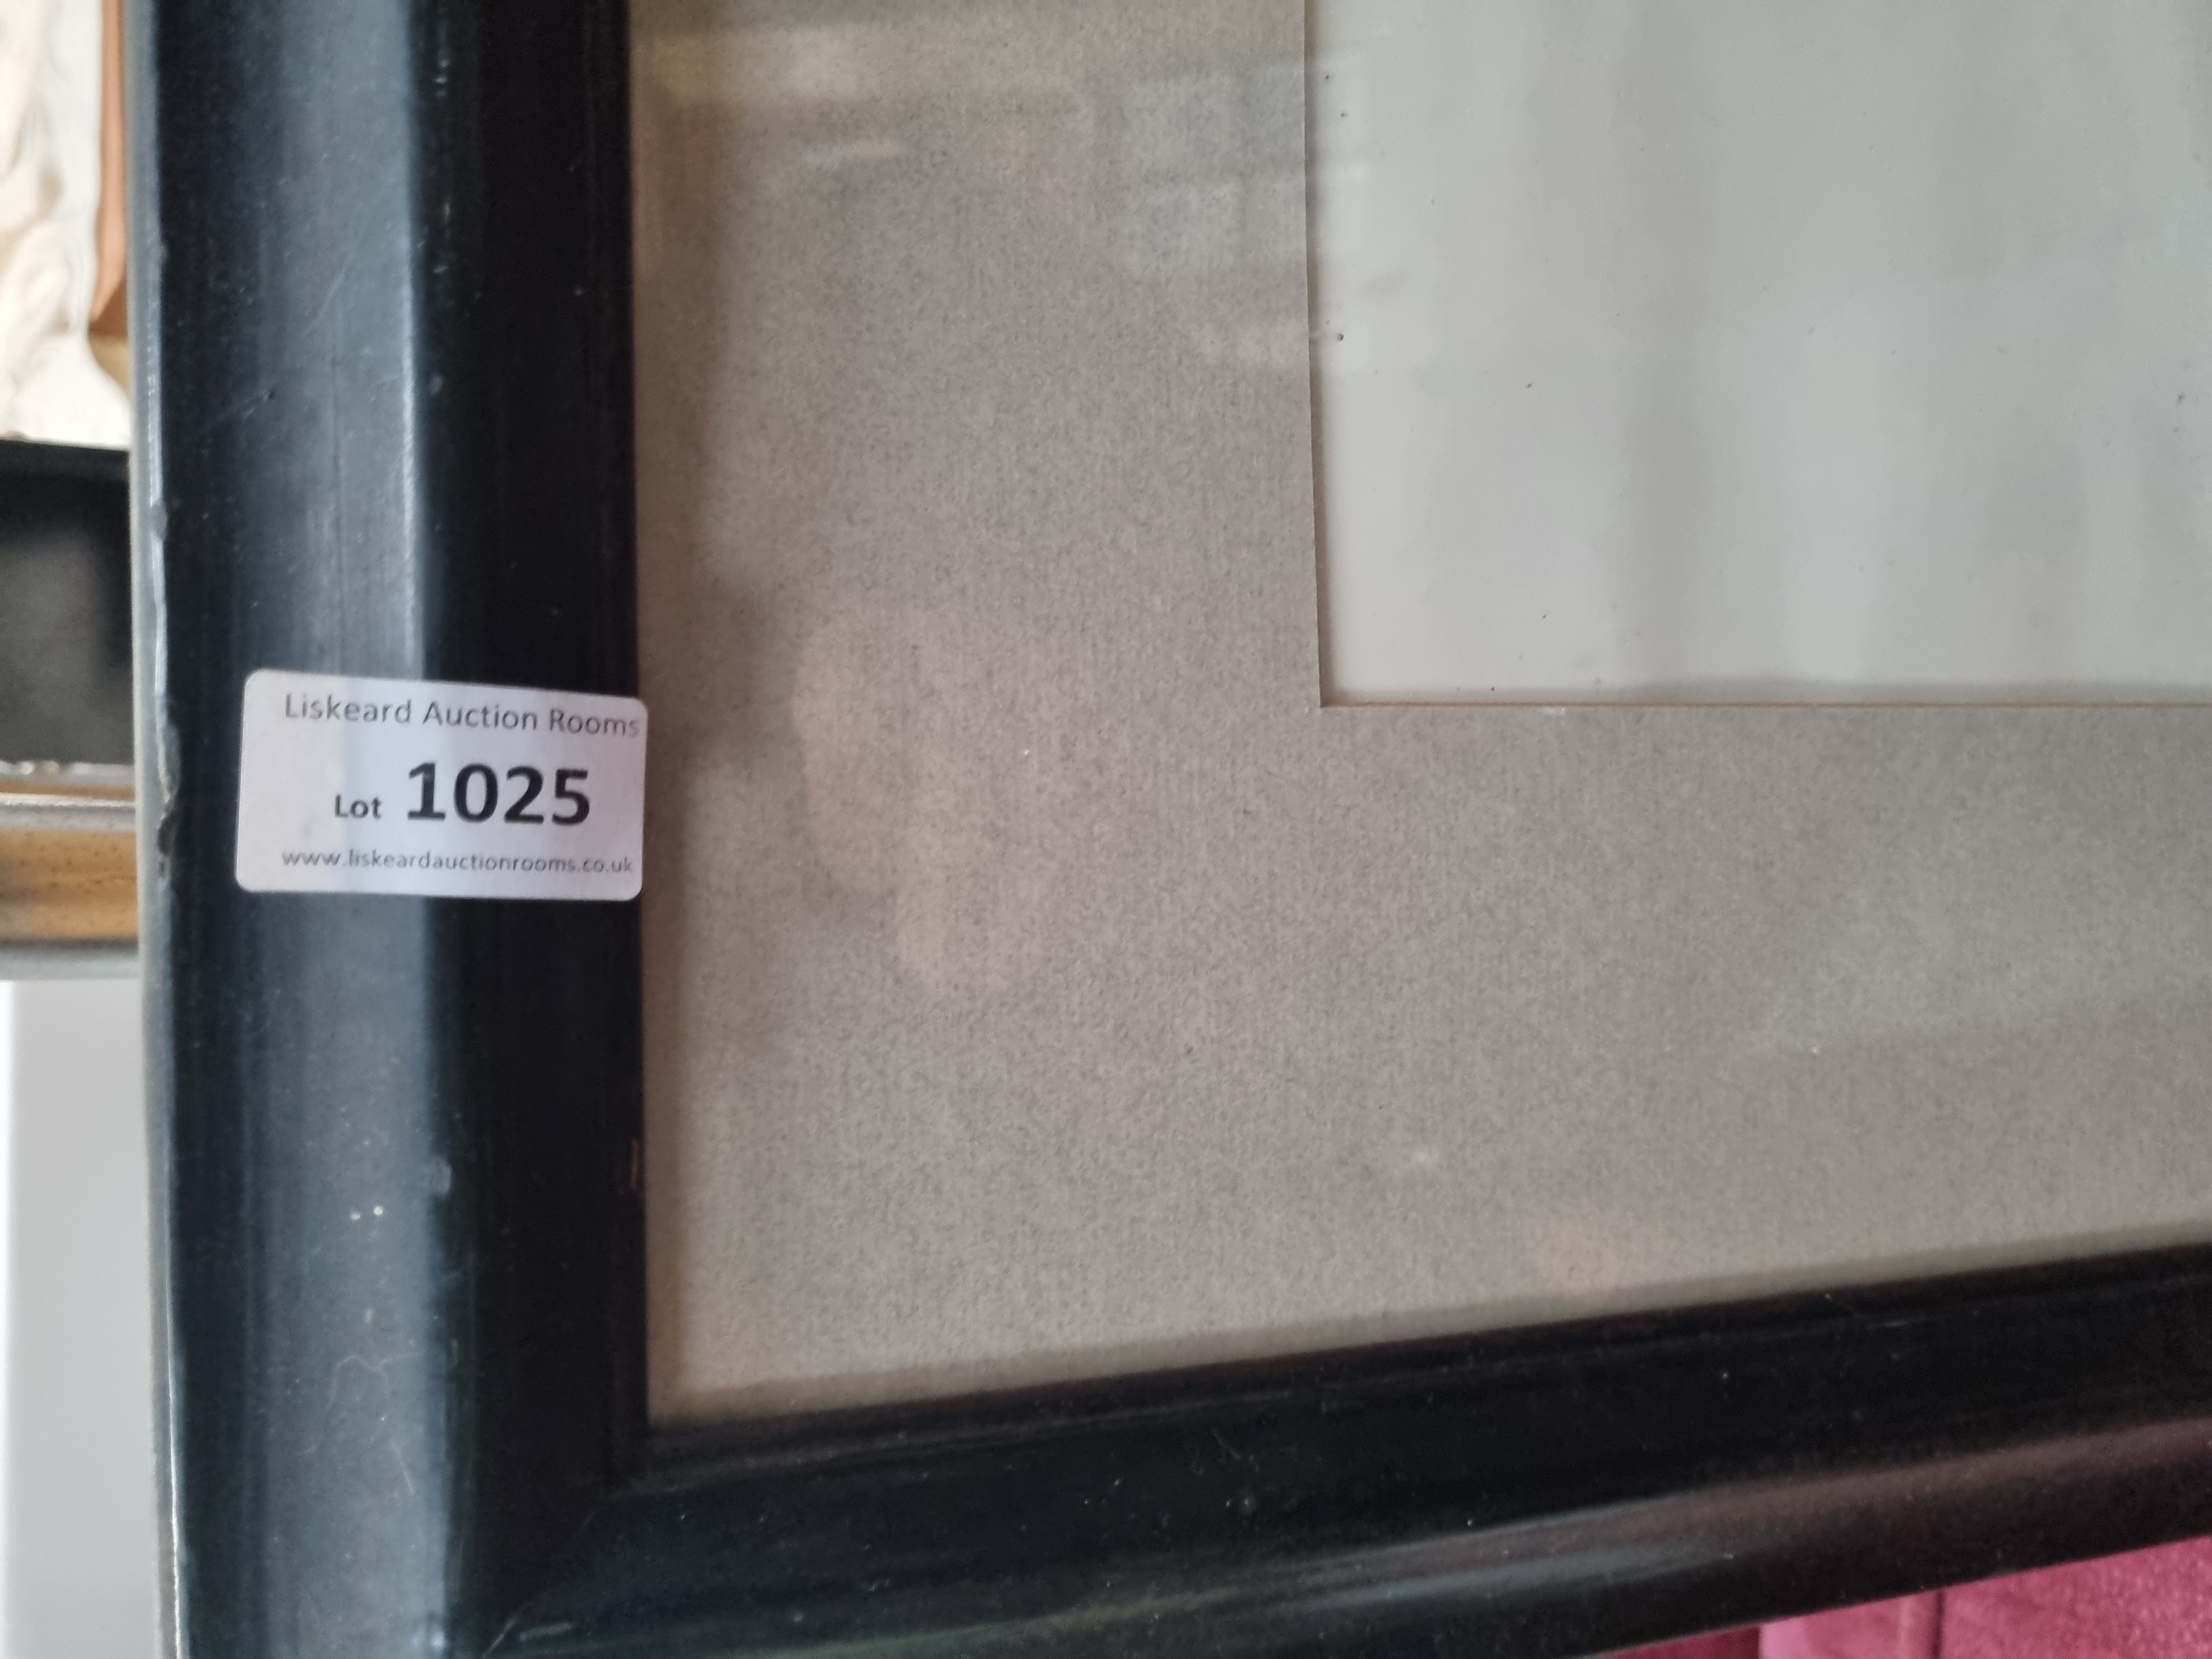 Liskeard Auction Rooms
Lot 1025
www.liskeardauctionrooms.co.uk